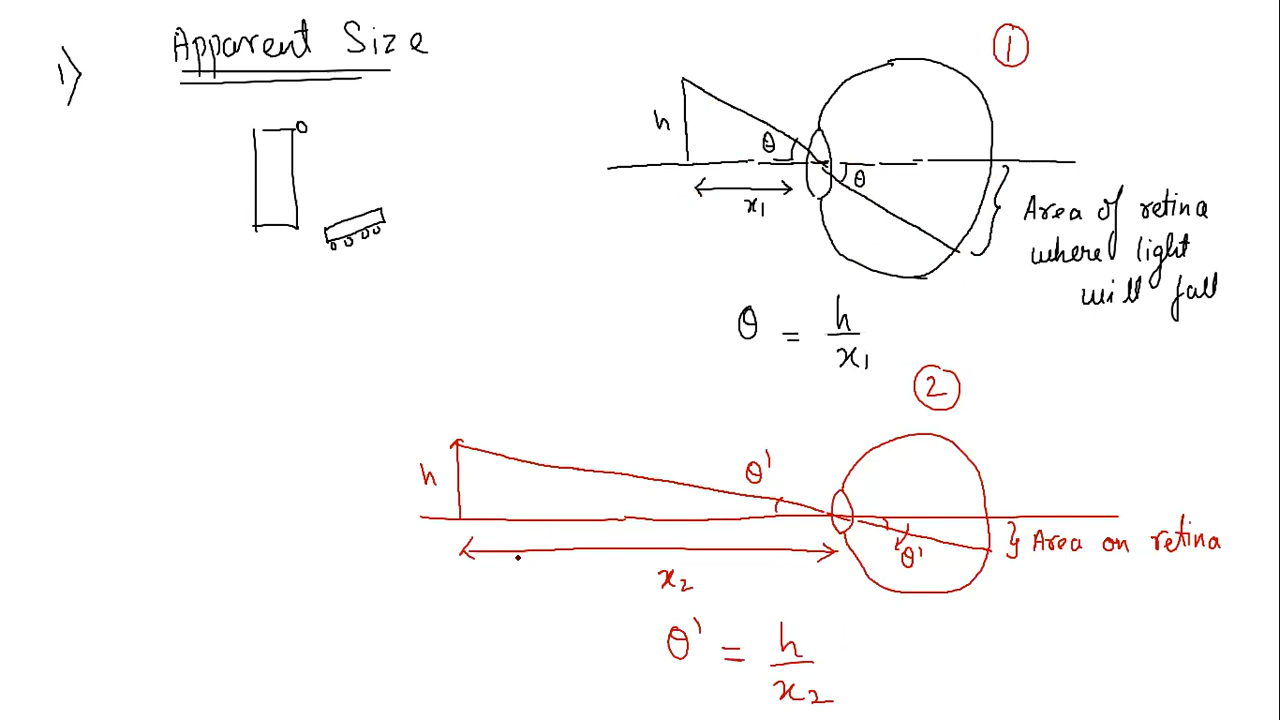 1) Apparent Size
①
h
θ
θ
x₁
Area of retina
where light
will fall
θ = h/x₁
②
h
θ'
θ'
x₂
} Area on retina
θ' = h/x₂